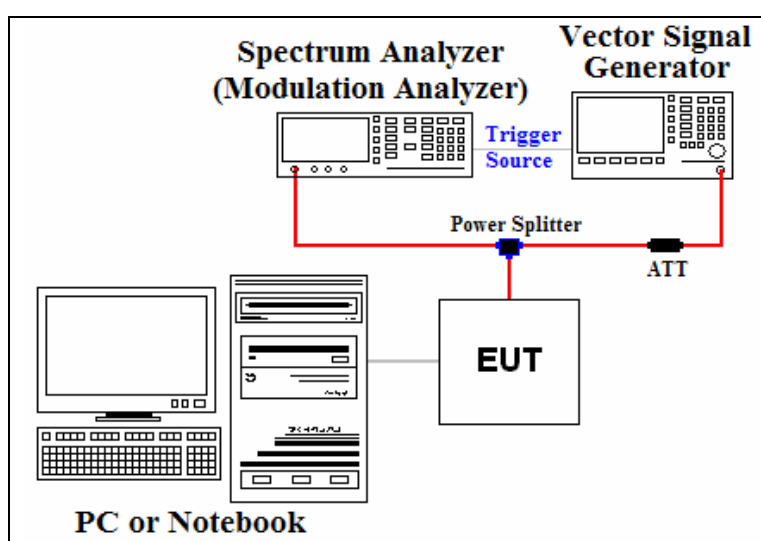 Spectrum Analyzer
(Modulation Analyzer)
Vector Signal
Generator
Trigger
Source
Power Splitter
ATT
EUT
PC or Notebook